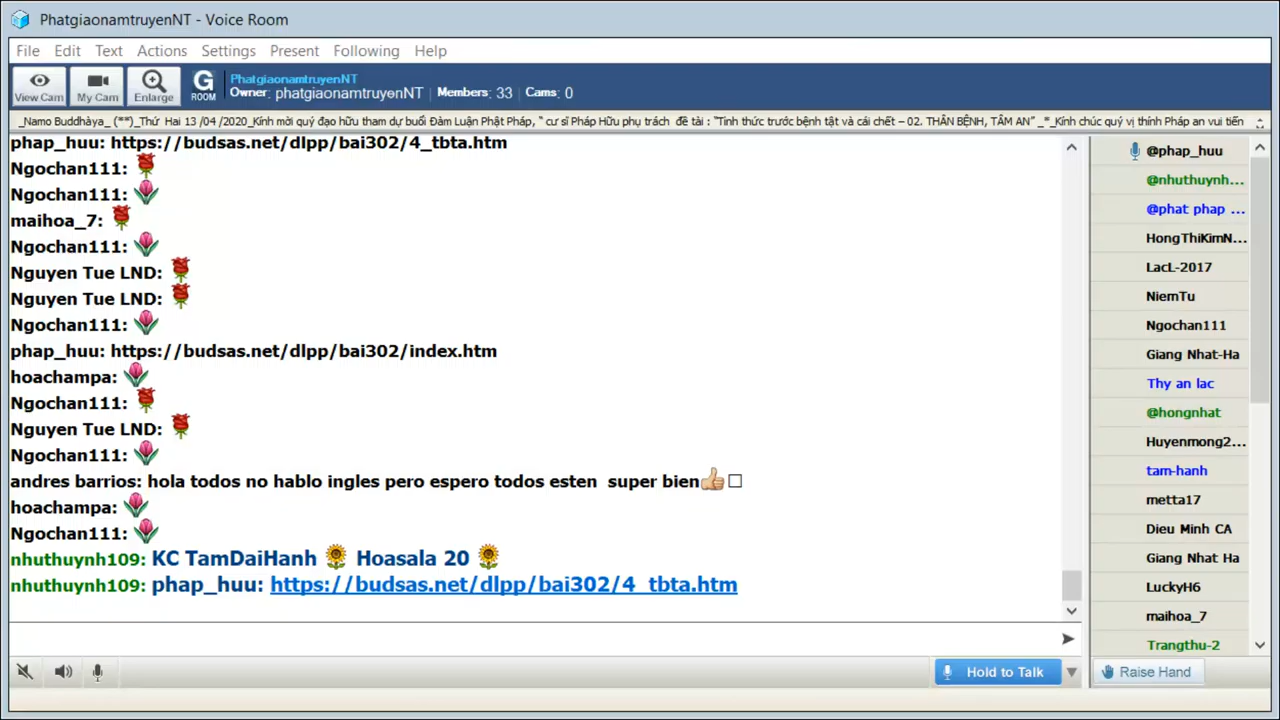 PhatgiaonamtruyenNT - Voice Room
File Edit Text Actions Settings Present Following Help
View Cam My Cam Enlarge G ROOM
PhatgiaonamtruyenNT
Owner: phatgiaonamtruyenNT Members: 33 Cams: 0
_Namo Buddhàya_ (**)_Thứ Hai 13 /04 /2020_Kính mời quý đạo hữu tham dự buổi Đàm Luận Phật Pháp, “ cư sĩ Pháp Hữu phụ trách đề tài : “Tỉnh thức trước bệnh tật và cái chết – 02. THÂN BỆNH, TÂM AN” _*_Kính chúc quý vị thính Pháp an vui tiến
phap_huu: https://budsas.net/dlpp/bai302/4_tbta.htm
Ngochan111: 🌹
Ngochan111: 🌷
maihoa_7: 🌹
Ngochan111: 🌷
Nguyen Tue LND: 🌹
Nguyen Tue LND: 🌹
Ngochan111: 🌷
phap_huu: https://budsas.net/dlpp/bai302/index.htm
hoachampa: 🌷
Ngochan111: 🌹
Nguyen Tue LND: 🌹
Ngochan111: 🌷
andres barrios: hola todos no hablo ingles pero espero todos esten super bien👍□
hoachampa: 🌷
Ngochan111: 🌷
nhuthuynh109: KC TamDaiHanh 🌻 Hoasala 20 🌻
nhuthuynh109: phap_huu: https://budsas.net/dlpp/bai302/4_tbta.htm
Hold to Talk
@phap_huu
@nhuthuynh...
@phat phap ...
HongThiKimN...
LacL-2017
NiemTu
Ngochan111
Giang Nhat-Ha
Thy an lac
@hongnhat
Huyenmong2...
tam-hanh
metta17
Dieu Minh CA
Giang Nhat Ha
LuckyH6
maihoa_7
Trangthu-2
Raise Hand